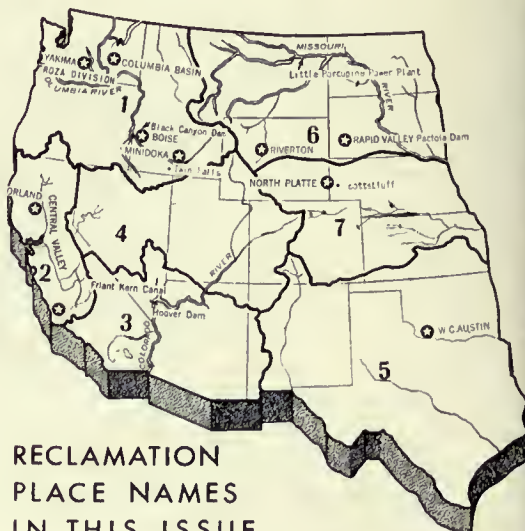 MISSOURI
YAKIMA
COLUMBIA BASIN
ROZA DIVISION
OLUMBIA RIVER
Little Porcupine Power Plant
RIVER
1
Black Canyon Dam
BOISE
6
MINIDOKA
RIVERTON
RAPID VALLEY Pactola Dam
Twin Falls
NORTH PLATTE
cottsbluff
ORLAND
CENTRAL VALLEY
4
7
RIVER
2
Friant Kern Canal
Hoover Dam
3
COLORADO
W.C.AUSTIN
5
RECLAMATION
PLACE NAMES
IN THIS ISSUE